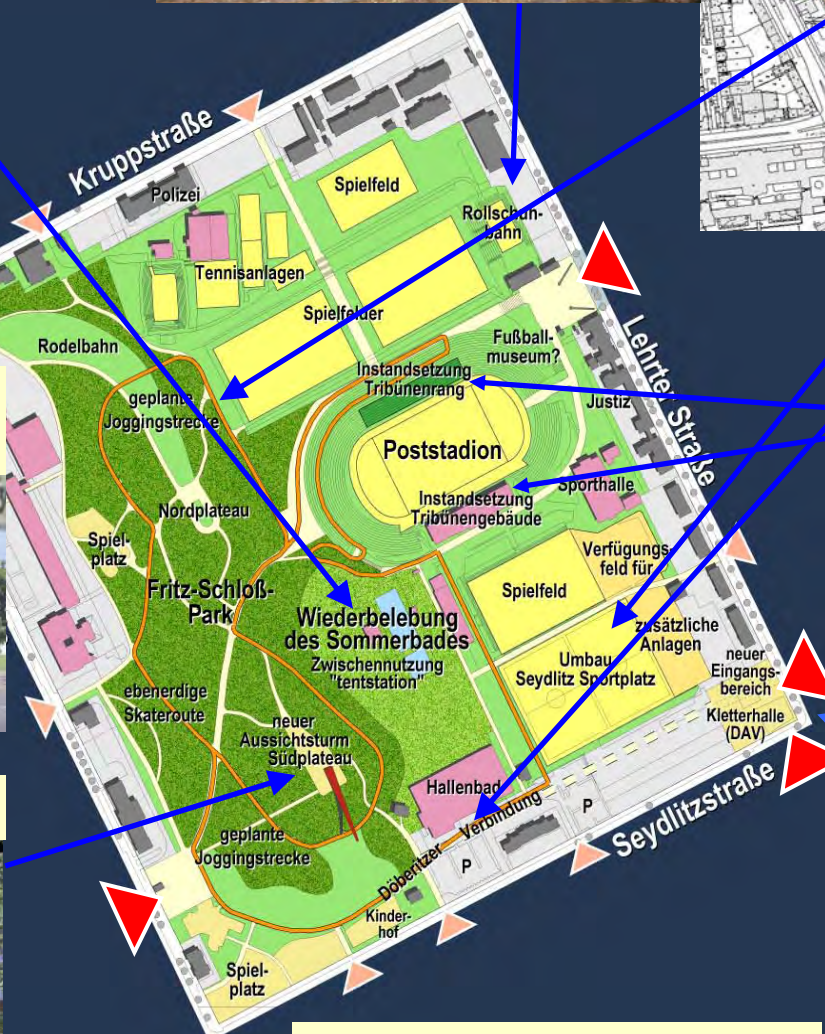 Kruppstraße
Polizei
Spielfeld
Rollschuh-
bahn
Tennisanlagen
Spielfelder
Rodelbahn
Fußball-
museum?
Lehrter Straße
Instandsetzung
Tribünenrang
geplante
Joggingstrecke
Justiz
Poststadion
Instandsetzung
Tribünengebäude
Sporthalle
Nordplateau
Spiel-
platz
Verfügungs-
feld für
zusätzliche
Anlagen
Spielfeld
Fritz-Schloß-
Park
Wiederbelebung
des Sommerbades
Zwischennutzung
"tentstation"
Umbau
Seydlitz Sportplatz
neuer
Eingangs-
bereich
Kletterhalle
(DAV)
ebenerdige
Skateroute
neuer
Aussichtsturm
Südplateau
Hallenbad
Döberitzer Verbindung
P
P
Seydlitzstraße
geplante
Joggingstrecke
Kinder-
hof
Spiel-
platz